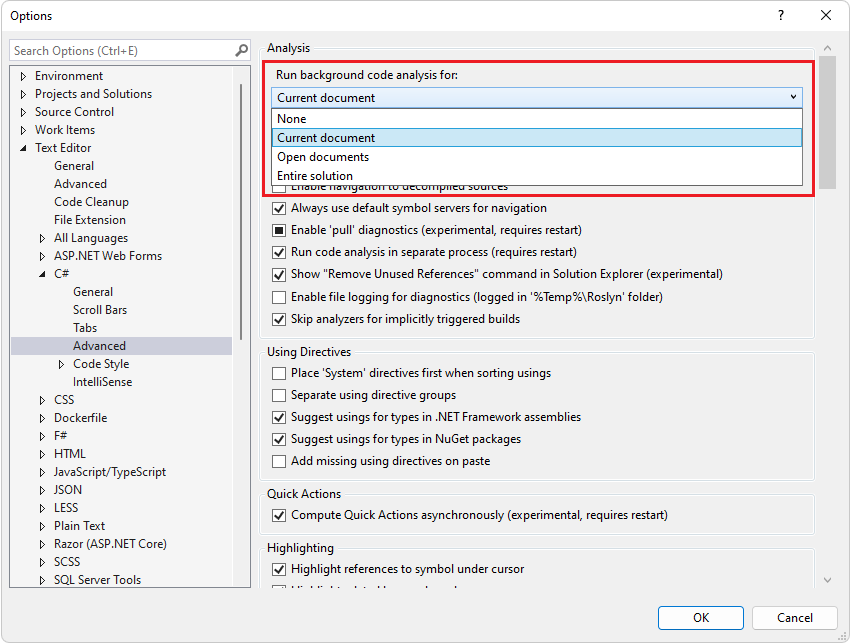 Options
?
Search Options (Ctrl+E)
Environment
Projects and Solutions
Source Control
Work Items
Text Editor
General
Advanced
Code Cleanup
File Extension
All Languages
ASP.NET Web Forms
C#
General
Scroll Bars
Tabs
Advanced
Code Style
IntelliSense
CSS
Dockerfile
F#
HTML
JavaScript/TypeScript
JSON
LESS
Plain Text
Razor (ASP.NET Core)
SCSS
SQL Server Tools
Analysis
Run background code analysis for:
Current document
None
Current document
Open documents
Entire solution
Enable navigation to decompiled sources
Always use default symbol servers for navigation
Enable 'pull' diagnostics (experimental, requires restart)
Run code analysis in separate process (requires restart)
Show "Remove Unused References" command in Solution Explorer (experimental)
Enable file logging for diagnostics (logged in '%Temp%\Roslyn' folder)
Skip analyzers for implicitly triggered builds
Using Directives
Place 'System' directives first when sorting usings
Separate using directive groups
Suggest usings for types in .NET Framework assemblies
Suggest usings for types in NuGet packages
Add missing using directives on paste
Quick Actions
Compute Quick Actions asynchronously (experimental, requires restart)
Highlighting
Highlight references to symbol under cursor
OK
Cancel